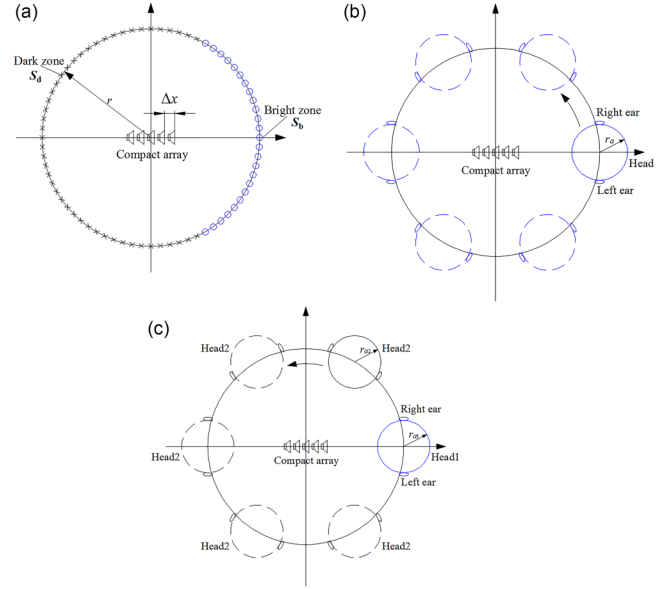 (a)
Dark zone
S_d
r
Δx
Bright zone
S_b
Compact array
(b)
Right ear
r_a
Head
Left ear
Compact array
(c)
Head2
r_a2
Head2
Right ear
r_a1
Head2
Compact array
Head1
Left ear
Head2
Head2